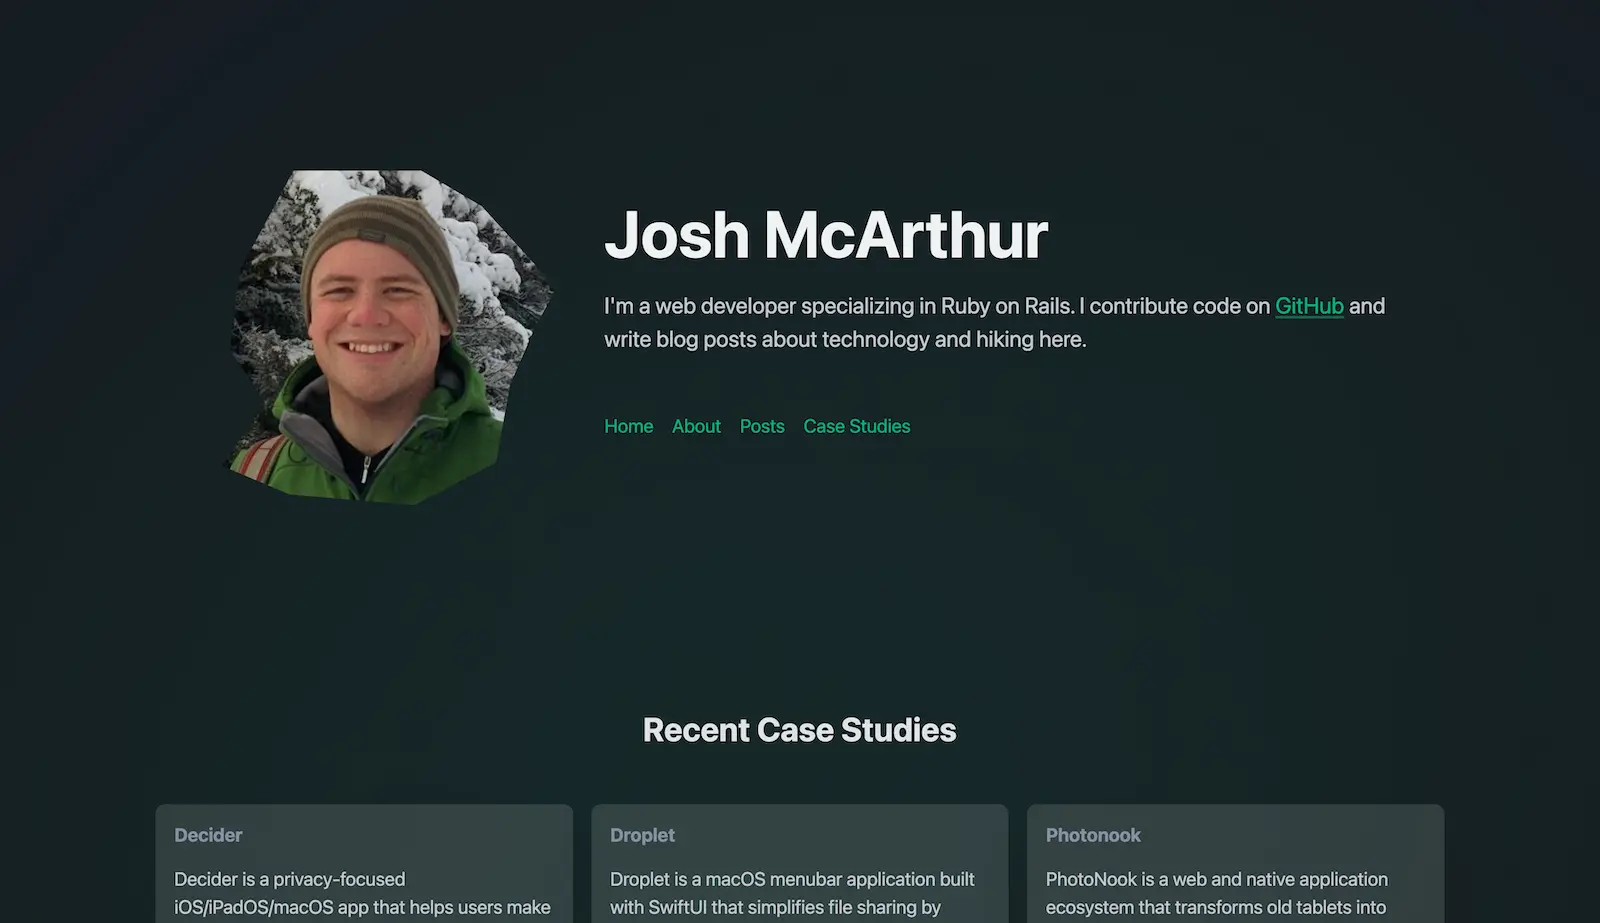 Josh McArthur
I'm a web developer specializing in Ruby on Rails. I contribute code on GitHub and
write blog posts about technology and hiking here.
Home About Posts Case Studies
Recent Case Studies
Decider
Decider is a privacy-focused
iOS/iPadOS/macOS app that helps users make
Droplet
Droplet is a macOS menubar application built
with SwiftUI that simplifies file sharing by
Photonook
PhotoNook is a web and native application
ecosystem that transforms old tablets into